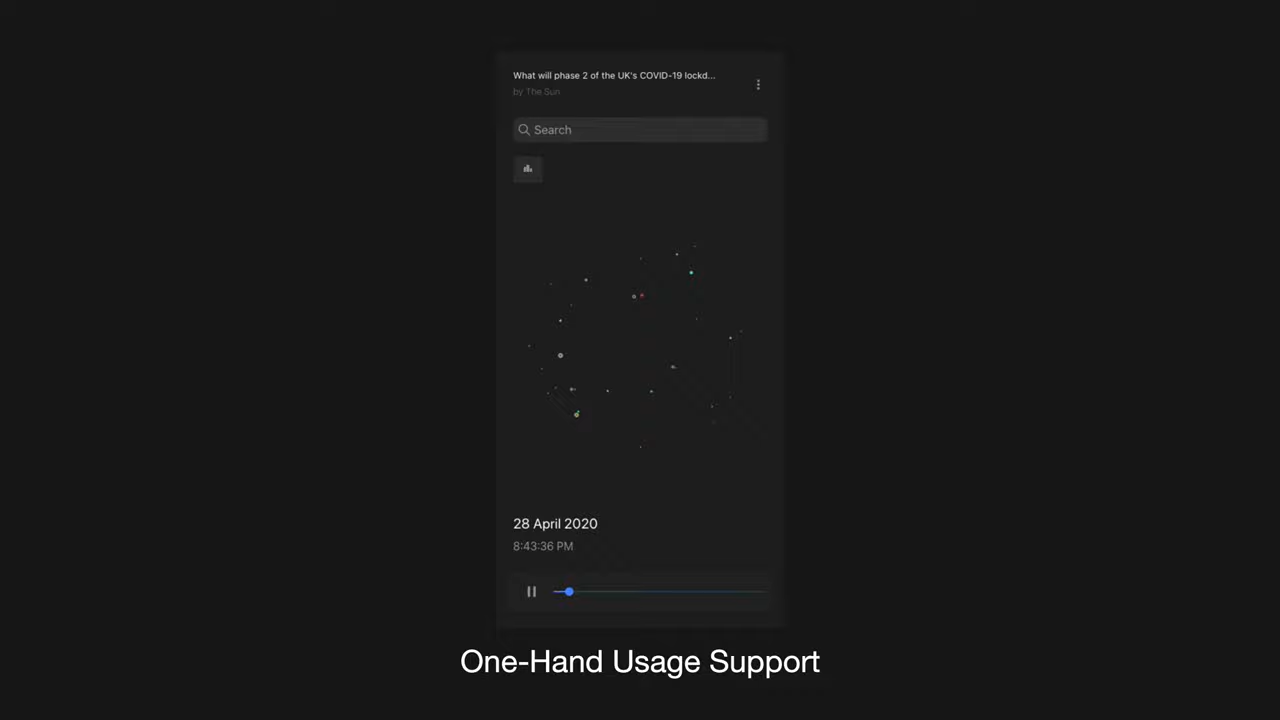 What will phase 2 of the UK's COVID-19 lockd...
by The Sun
Search
28 April 2020
8:43:36 PM
One-Hand Usage Support